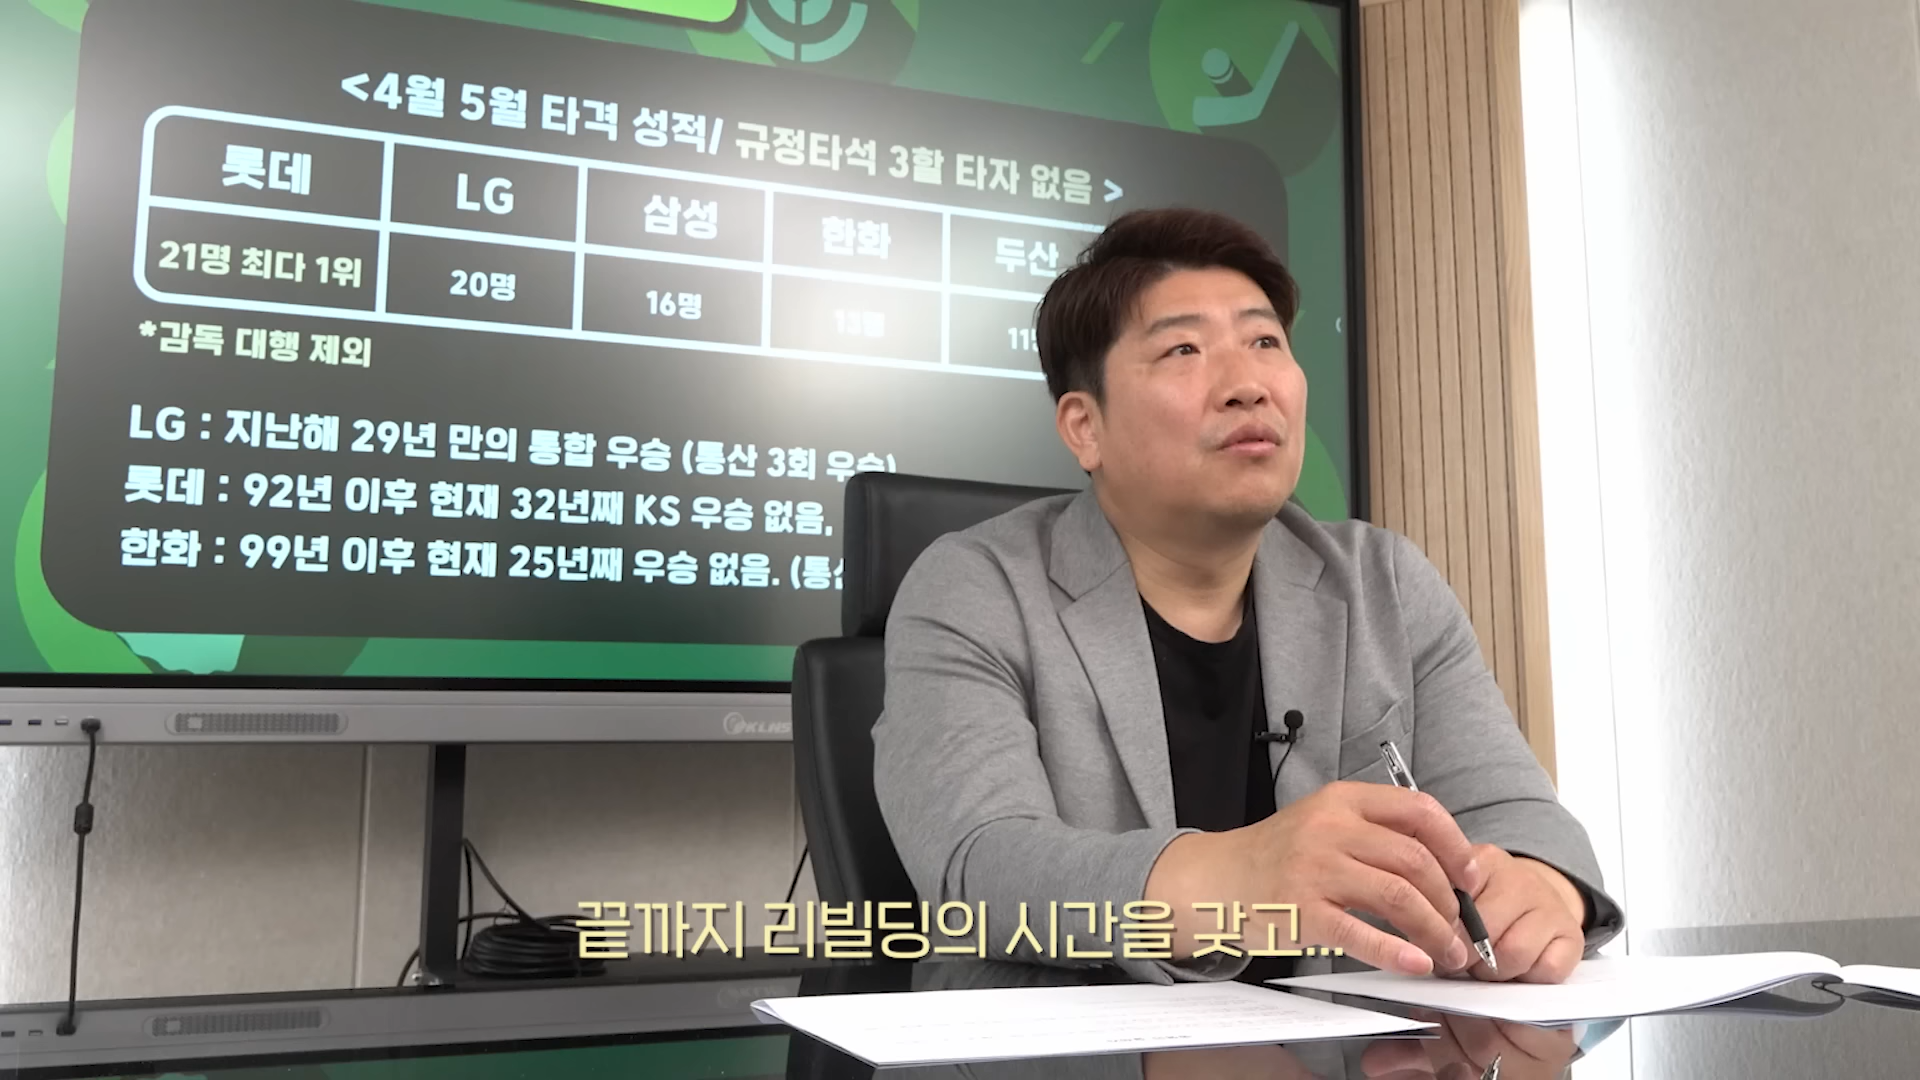 <4월 5월 타격 성적/ 규정타석 3할 타자 없음 >
롯데 LG 삼성 한화 두산
21명 최다 1위 20명 16명 13명
*감독 대행 제외
LG : 지난해 29년 만의 통합 우승 (통산 3회 우승)
롯데 : 92년 이후 현재 32년째 KS 우승 없음,
한화 : 99년 이후 현재 25년째 우승 없음. (통산
끝까지 리빌딩의 시간을 갖고...